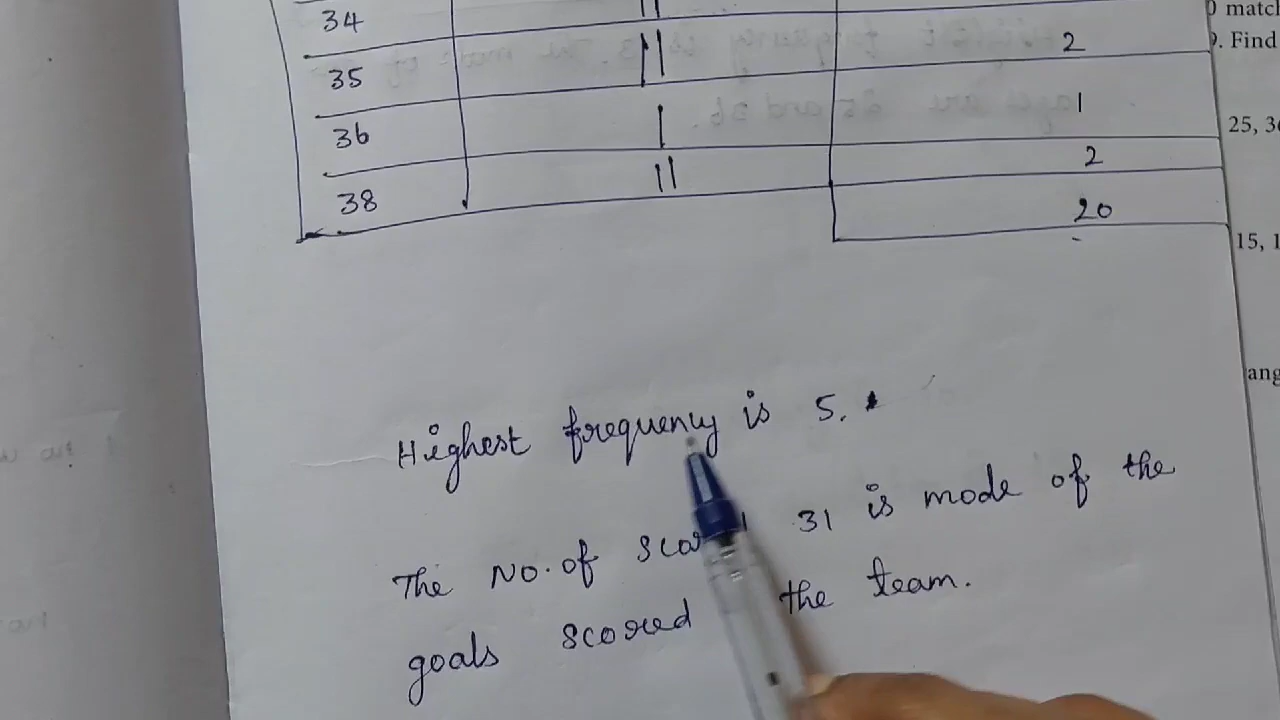 34 ||
35 || 2
36 | 1
38 || 2
20
Highest frequency is 5.
The No. of 31 is mode of the
goals scored the team.
match
. Find
25, 3
15, 1
ang